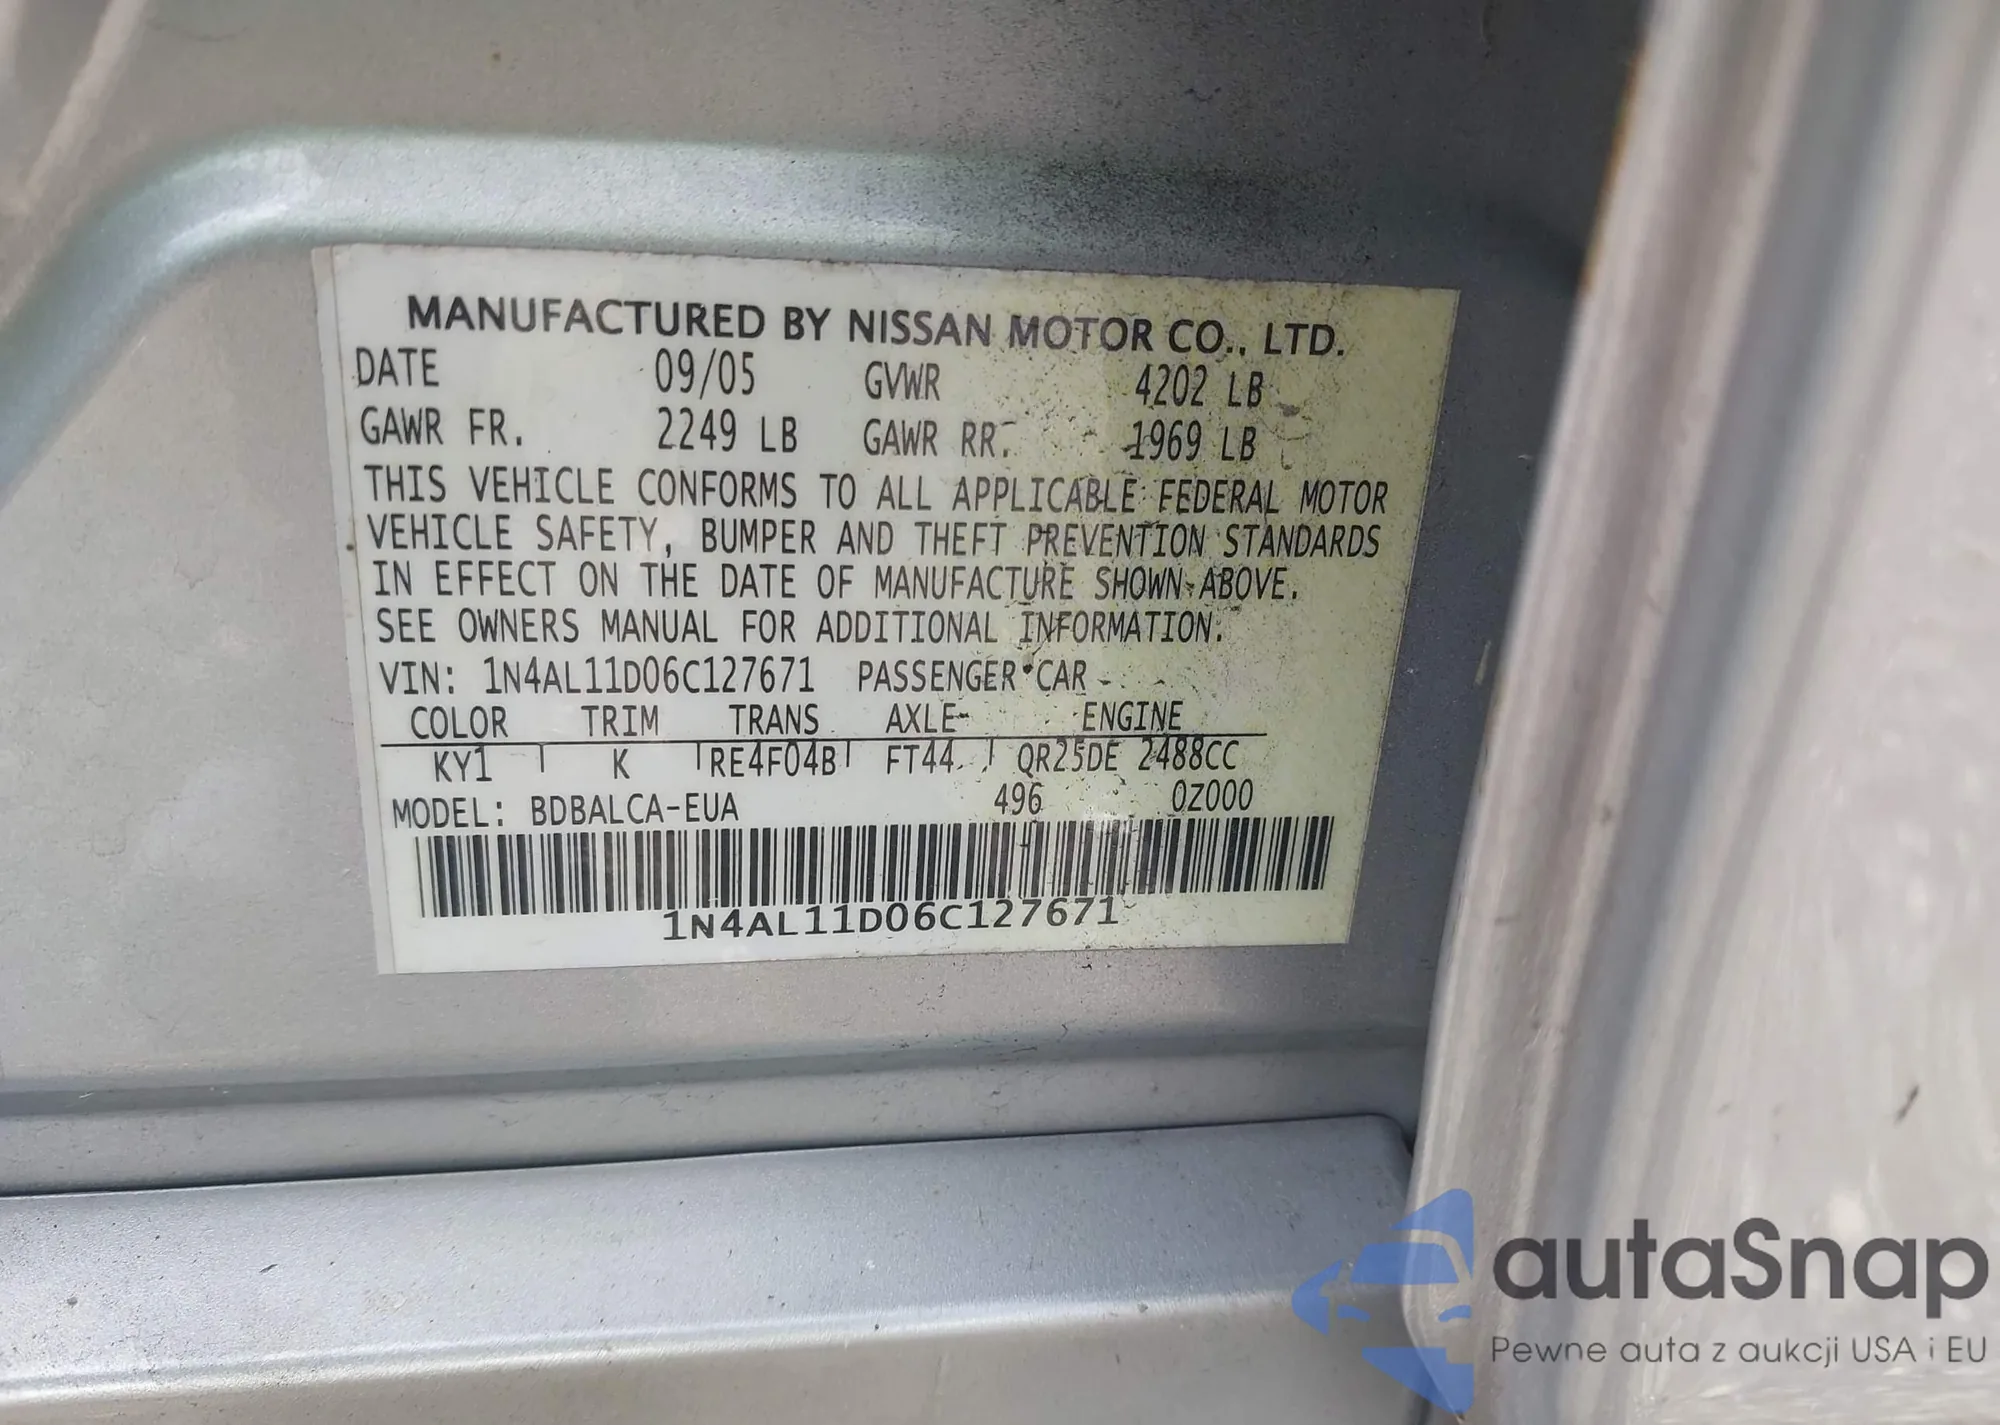 MANUFACTURED BY NISSAN MOTOR CO., LTD.
DATE 09/05 GVWR 4202 LB
GAWR FR. 2249 LB GAWR RR. 1969 LB
THIS VEHICLE CONFORMS TO ALL APPLICABLE FEDERAL MOTOR
VEHICLE SAFETY, BUMPER AND THEFT PREVENTION STANDARDS
IN EFFECT ON THE DATE OF MANUFACTURE SHOWN ABOVE.
SEE OWNERS MANUAL FOR ADDITIONAL INFORMATION.
VIN: 1N4AL11D06C127671 PASSENGER CAR
COLOR TRIM TRANS AXLE ENGINE
KY1 K RE4F04B FT44 QR25DE 2488CC
MODEL: BDBALCA-EUA 496 0Z000
1N4AL11D06C127671
autaSnap
Pewne auta z aukcji USA i EU